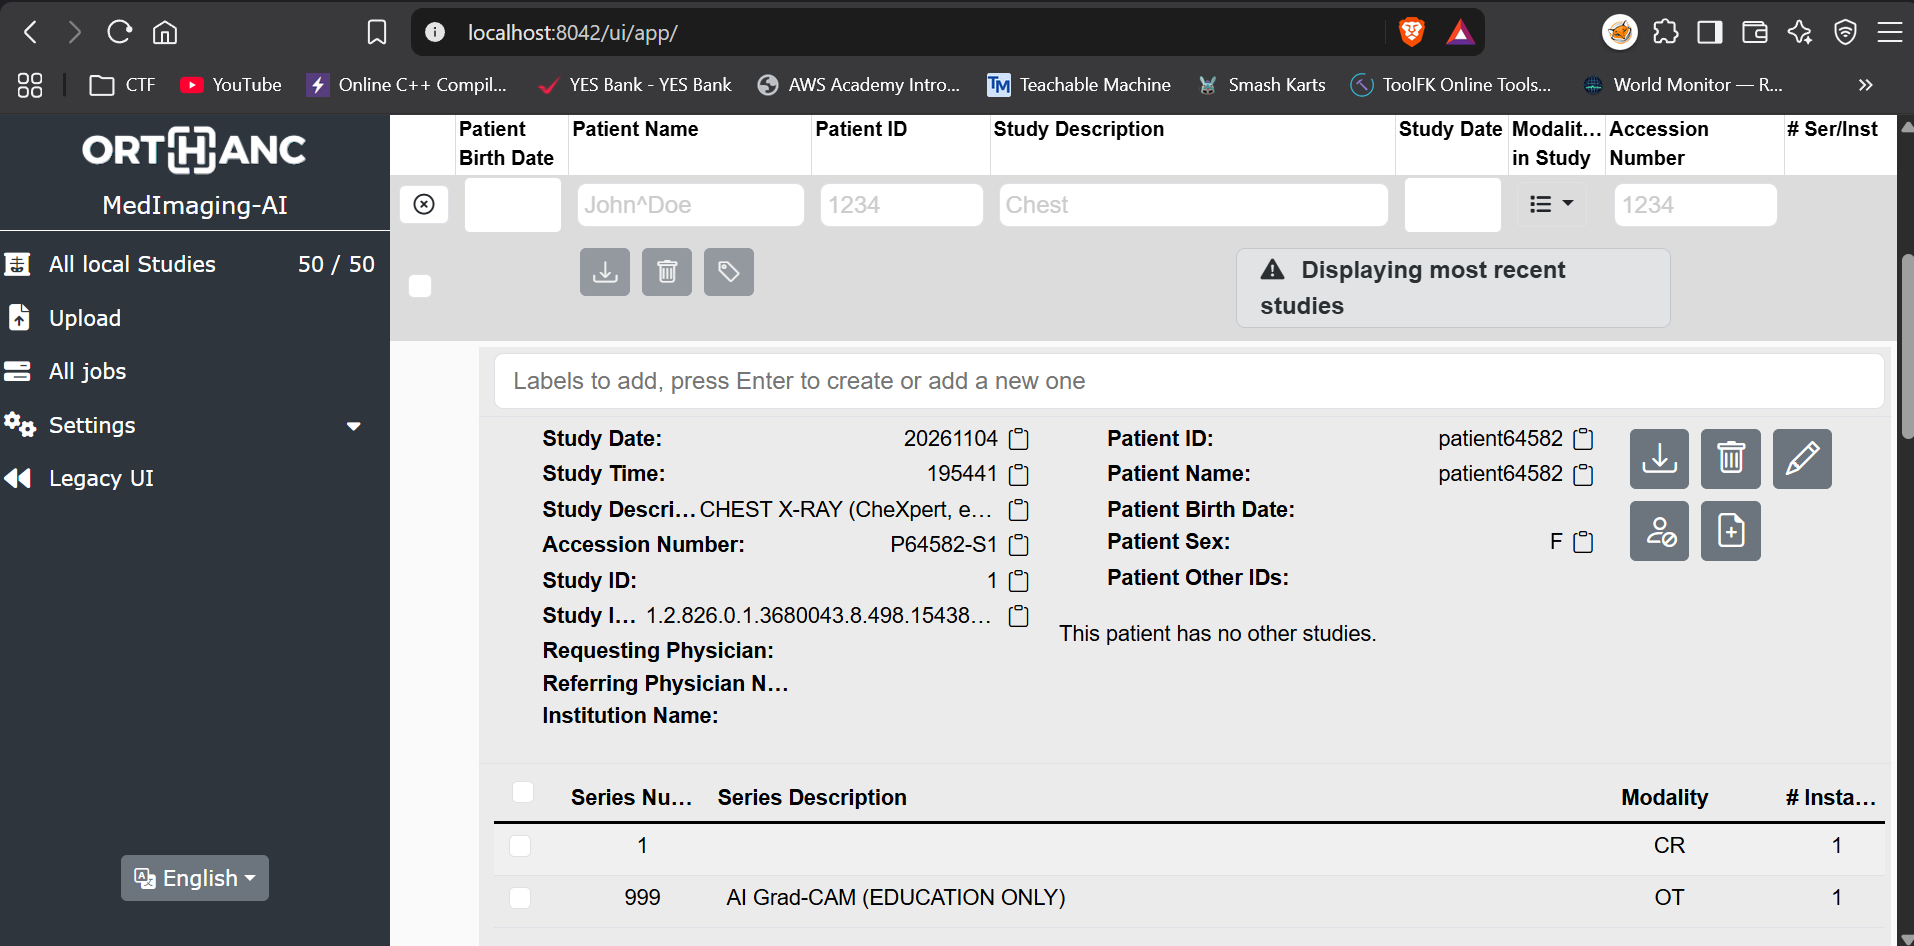 localhost:8042/ui/app/
CTF
YouTube
Online C++ Compil...
YES Bank - YES Bank
AWS Academy Intro...
TM Teachable Machine
Smash Karts
ToolFK Online Tools...
World Monitor — R...
ORTHANC
MedImaging-AI
All local Studies 50 / 50
Upload
All jobs
Settings
Legacy UI
English
Patient Birth Date
Patient Name
Patient ID
Study Description
Study Date
Modalit... in Study
Accession Number
# Ser/Inst
John^Doe
1234
Chest
1234
Displaying most recent
studies
Labels to add, press Enter to create or add a new one
Study Date: 20261104
Study Time: 195441
Study Descri... CHEST X-RAY (CheXpert, e...
Accession Number: P64582-S1
Study ID: 1
Study I... 1.2.826.0.1.3680043.8.498.15438...
Requesting Physician:
Referring Physician N...
Institution Name:
Patient ID: patient64582
Patient Name: patient64582
Patient Birth Date:
Patient Sex: F
Patient Other IDs:
This patient has no other studies.
Series Nu... Series Description Modality # Insta...
1 CR 1
999 AI Grad-CAM (EDUCATION ONLY) OT 1